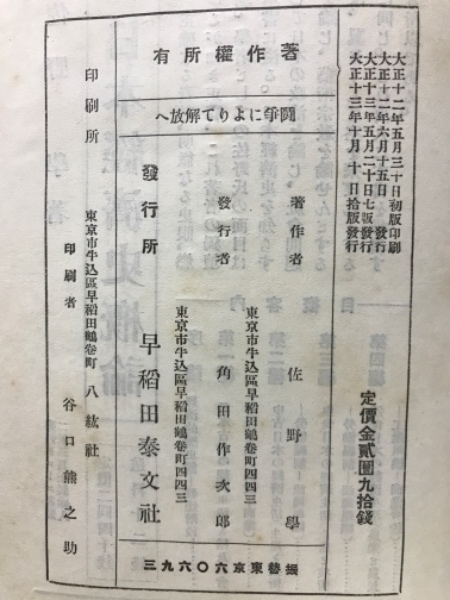 大正十二年五月三十日初版印刷
大正十二年六月十五日發行
大正十三年五月二十日七版發行
大正十三年十月十日拾版發行
定價金貳圓九拾錢
有所權作著
へ放解てりよに爭鬪
著作者 佐野學
東京市牛込區早稻田鶴卷町四四三
發行者 角田作次郎
東京市牛込區早稻田鶴卷町四四三
發行所 早稻田泰文社
東京市牛込區早稻田鶴卷町
印刷所 八紘社
印刷者 谷口熊之助
三九六〇六京東替振